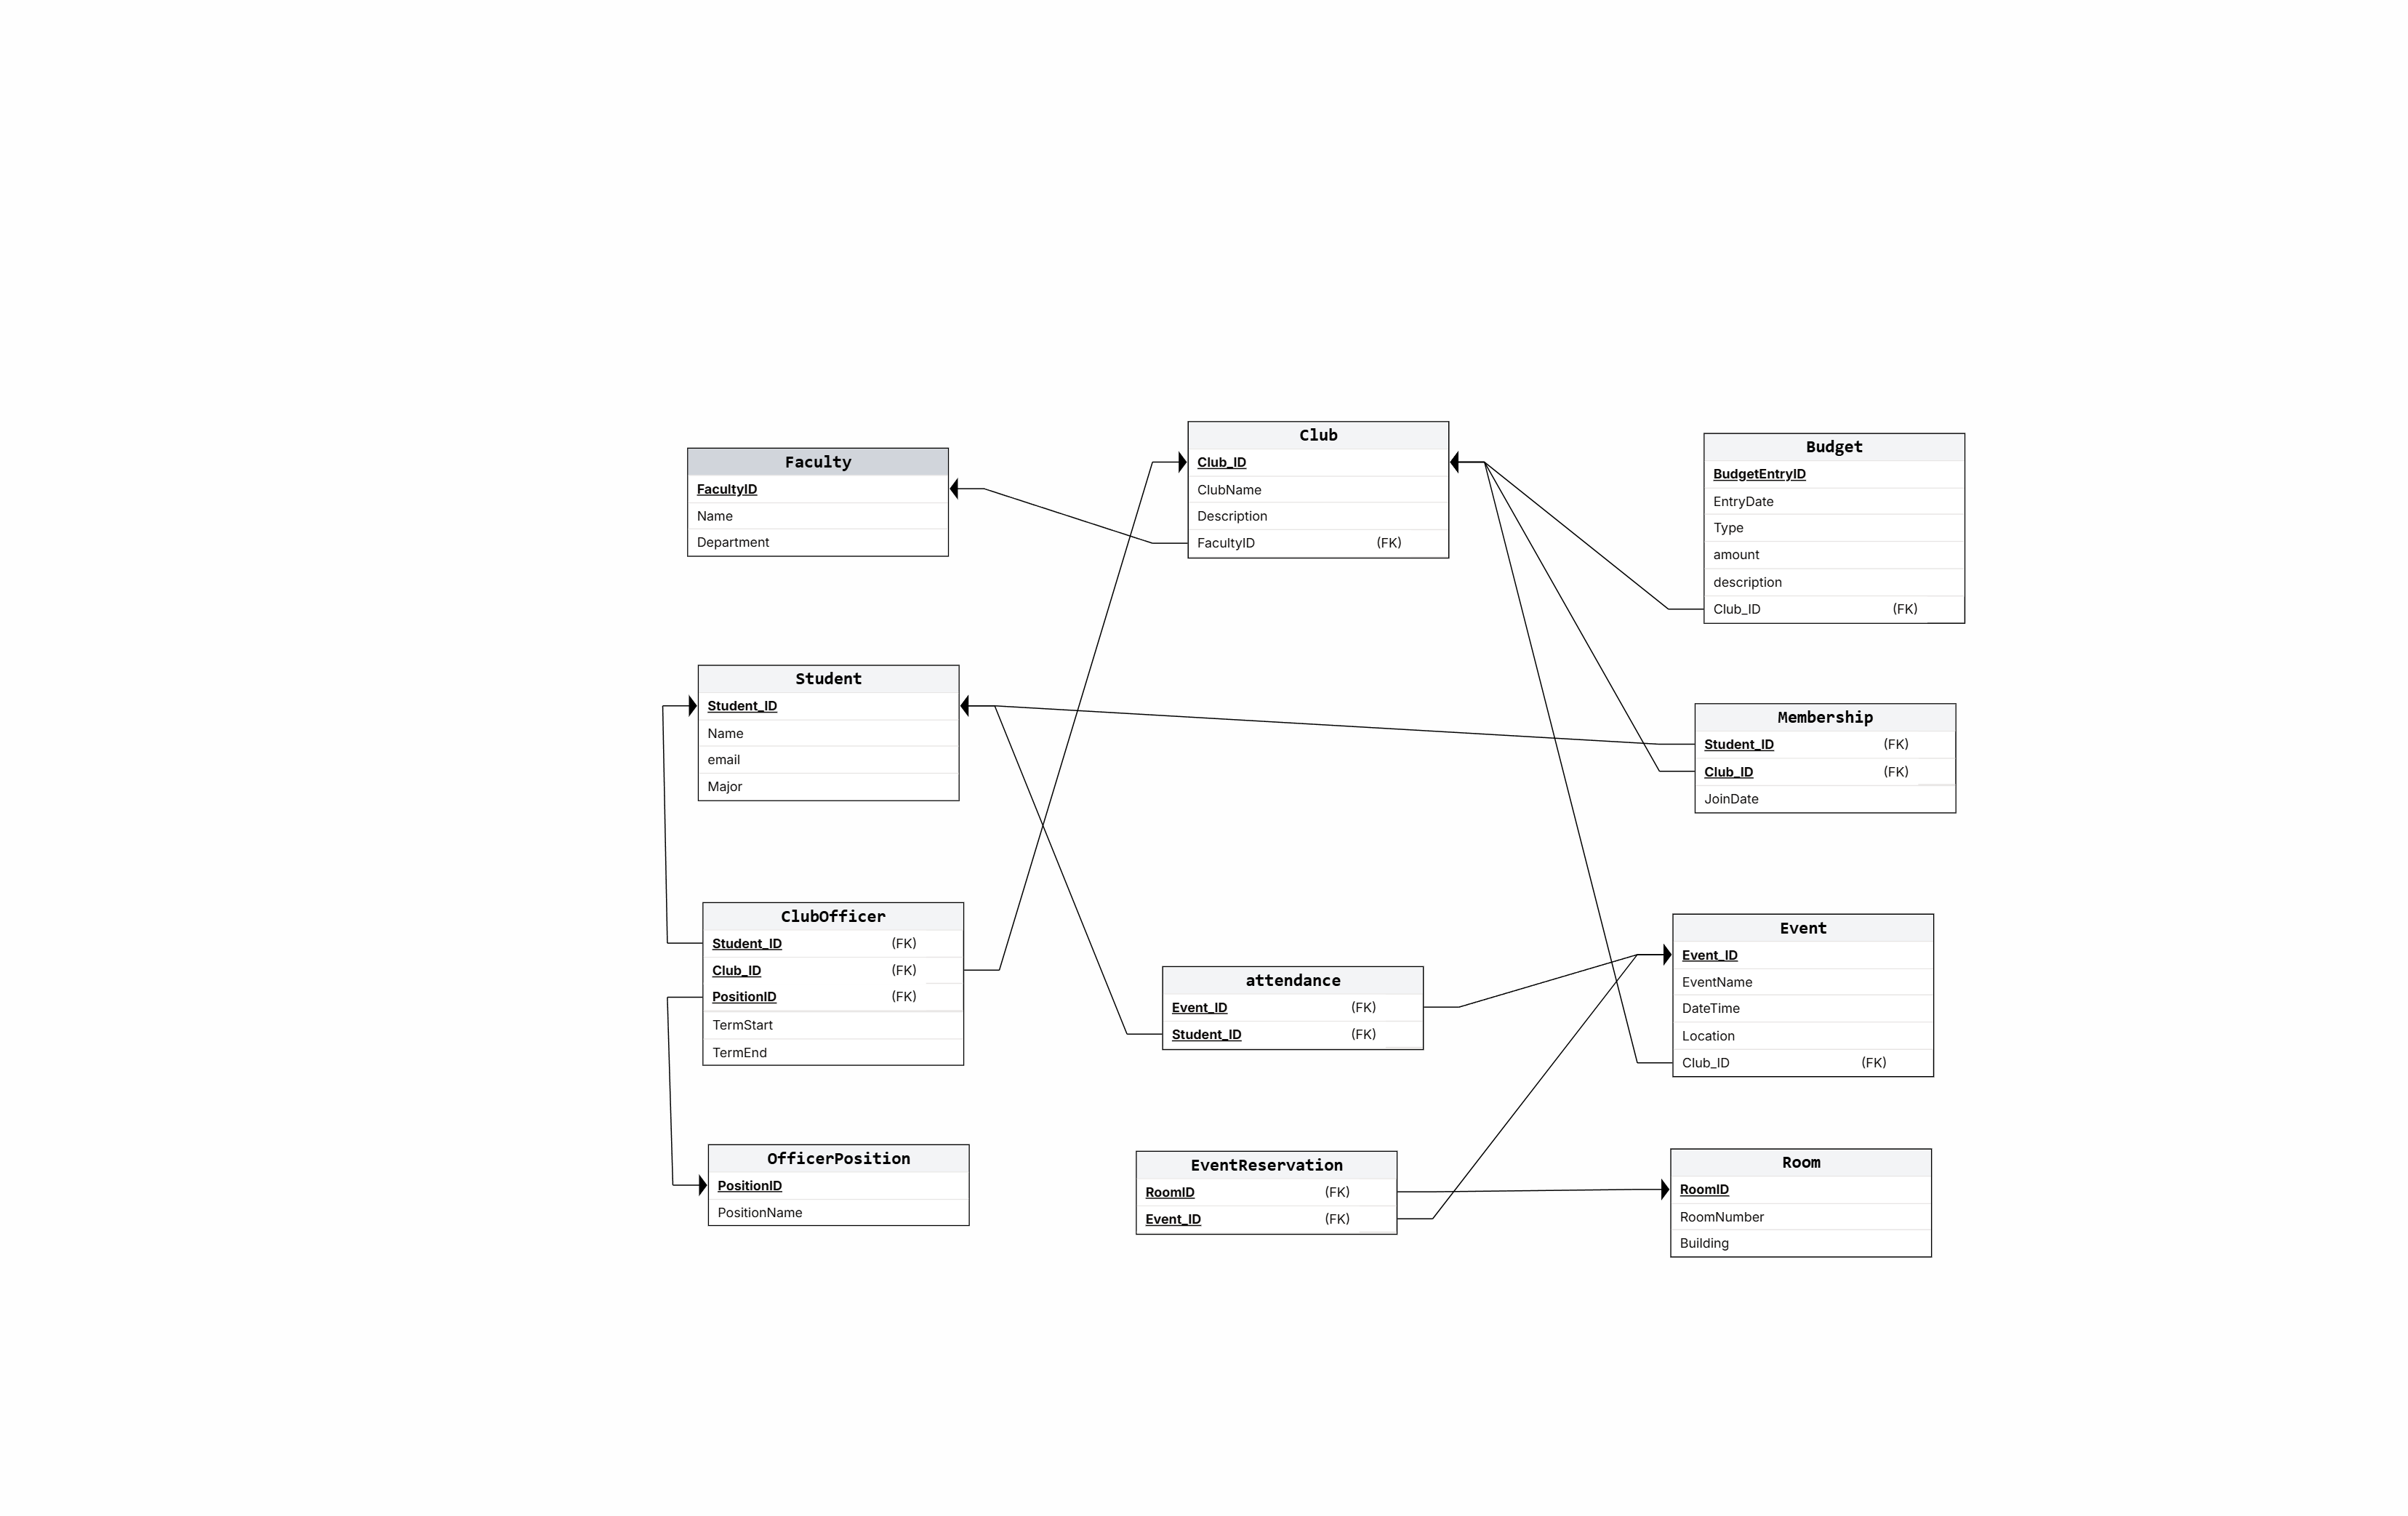 Club
Club_ID
ClubName
Description
FacultyID (FK)
Budget
BudgetEntryID
EntryDate
Type
amount
description
Club_ID (FK)
Faculty
FacultyID
Name
Department
Student
Student_ID
Name
email
Major
Membership
Student_ID (FK)
Club_ID (FK)
JoinDate
ClubOfficer
Student_ID (FK)
Club_ID (FK)
PositionID (FK)
TermStart
TermEnd
attendance
Event_ID (FK)
Student_ID (FK)
Event
Event_ID
EventName
DateTime
Location
Club_ID (FK)
OfficerPosition
PositionID
PositionName
EventReservation
RoomID (FK)
Event_ID (FK)
Room
RoomID
RoomNumber
Building